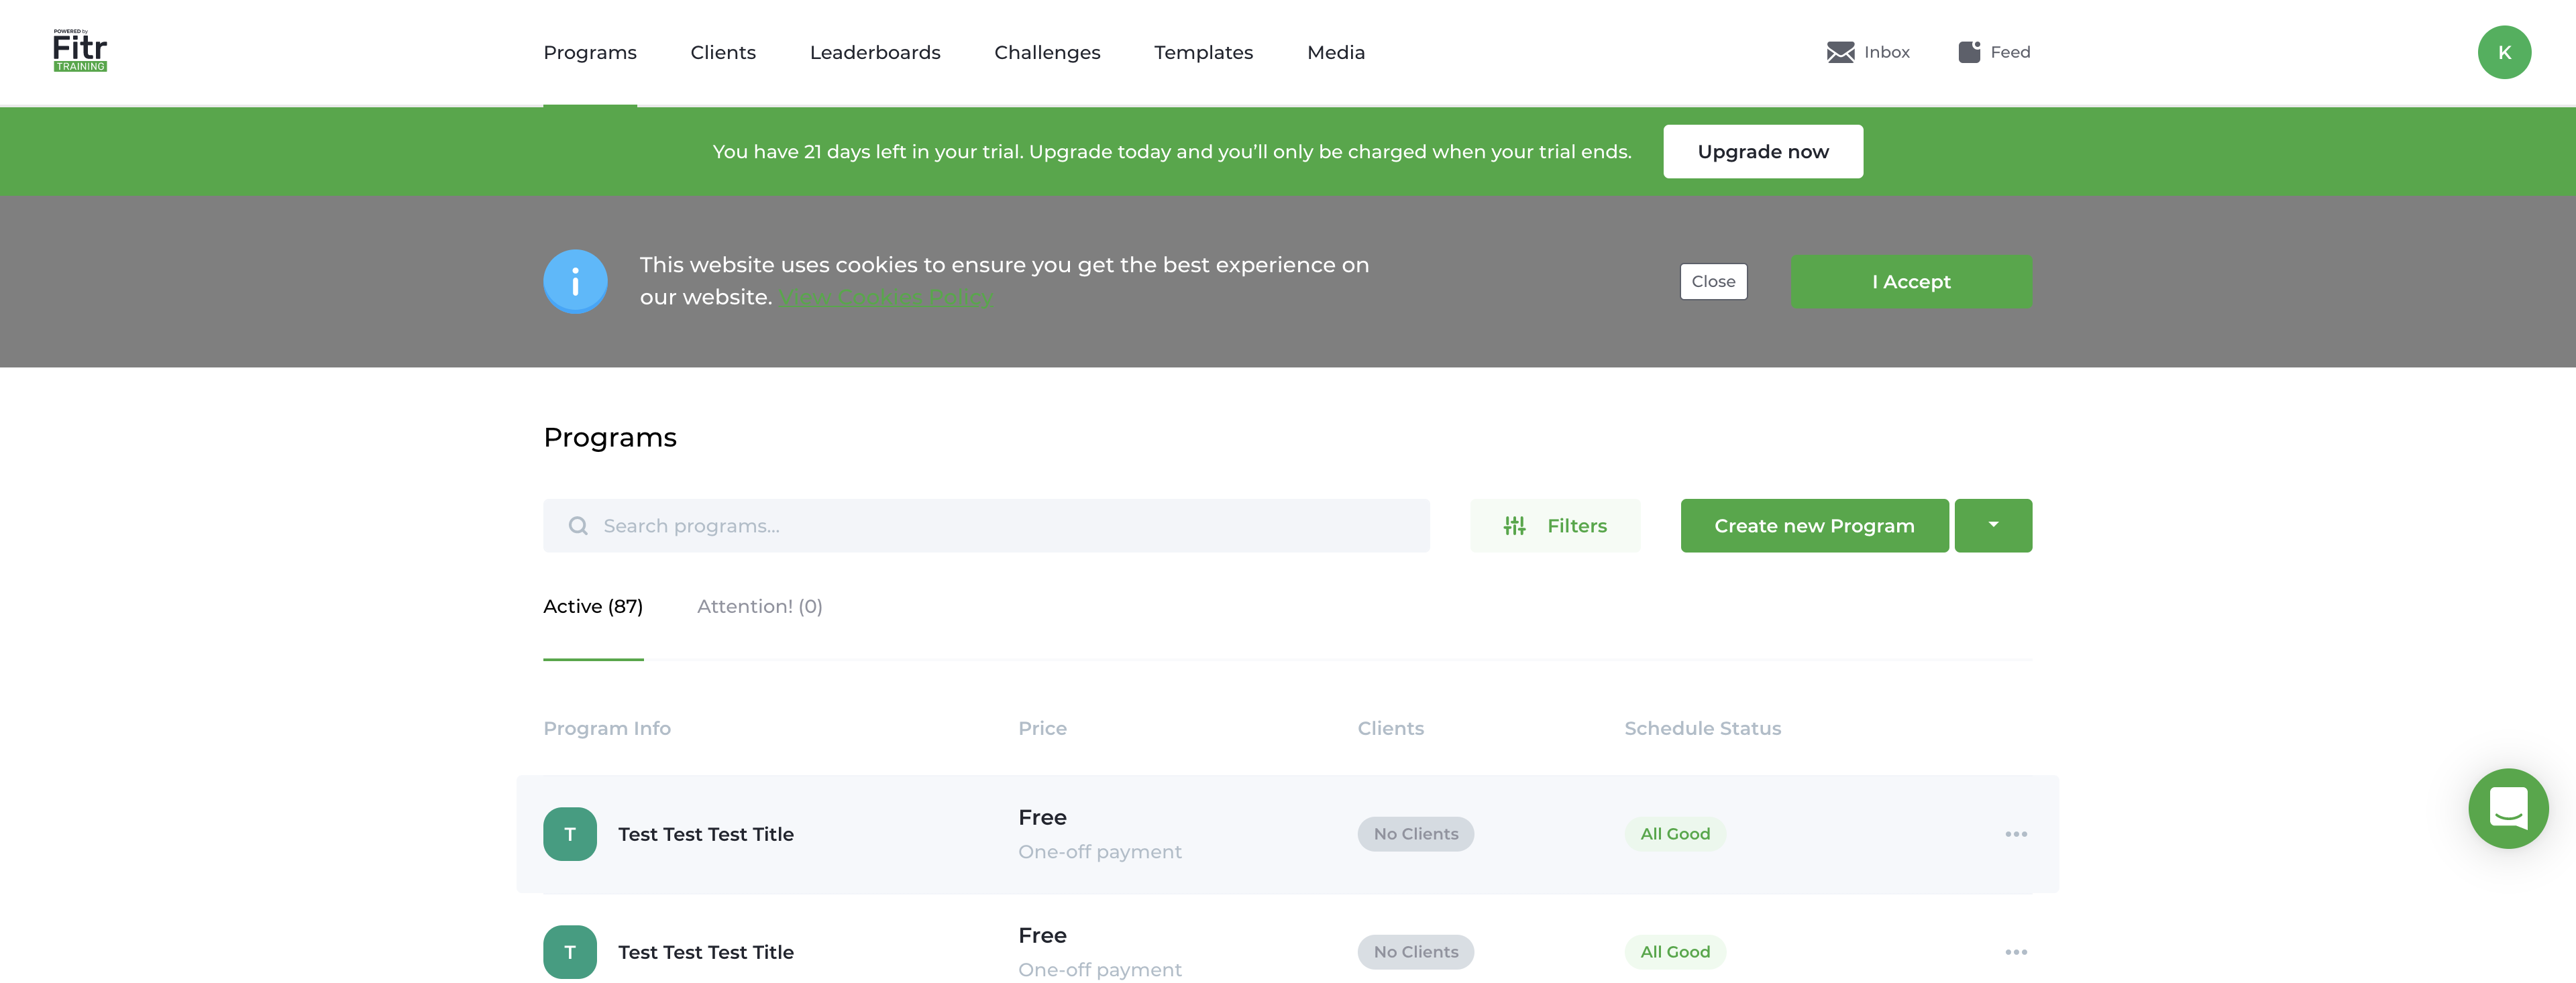 POWERED by
Fitr
TRAINING
Programs
Clients
Leaderboards
Challenges
Templates
Media
Inbox
Feed
K
You have 21 days left in your trial. Upgrade today and you’ll only be charged when your trial ends.
Upgrade now
This website uses cookies to ensure you get the best experience on
our website. View Cookies Policy
Close
I Accept
Programs
Search programs...
Filters
Create new Program
Active (87)
Attention! (0)
Program Info
Price
Clients
Schedule Status
T
Test Test Test Title
Free
One-off payment
No Clients
All Good
T
Test Test Test Title
Free
One-off payment
No Clients
All Good